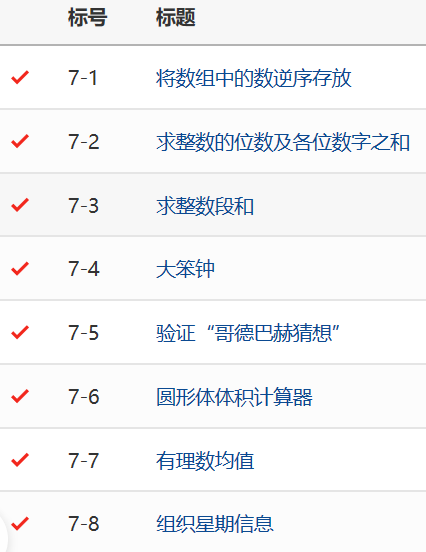 标号 标题
7-1 将数组中的数逆序存放
7-2 求整数的位数及各位数字之和
7-3 求整数段和
7-4 大笨钟
7-5 验证“哥德巴赫猜想”
7-6 圆形体体积计算器
7-7 有理数均值
7-8 组织星期信息